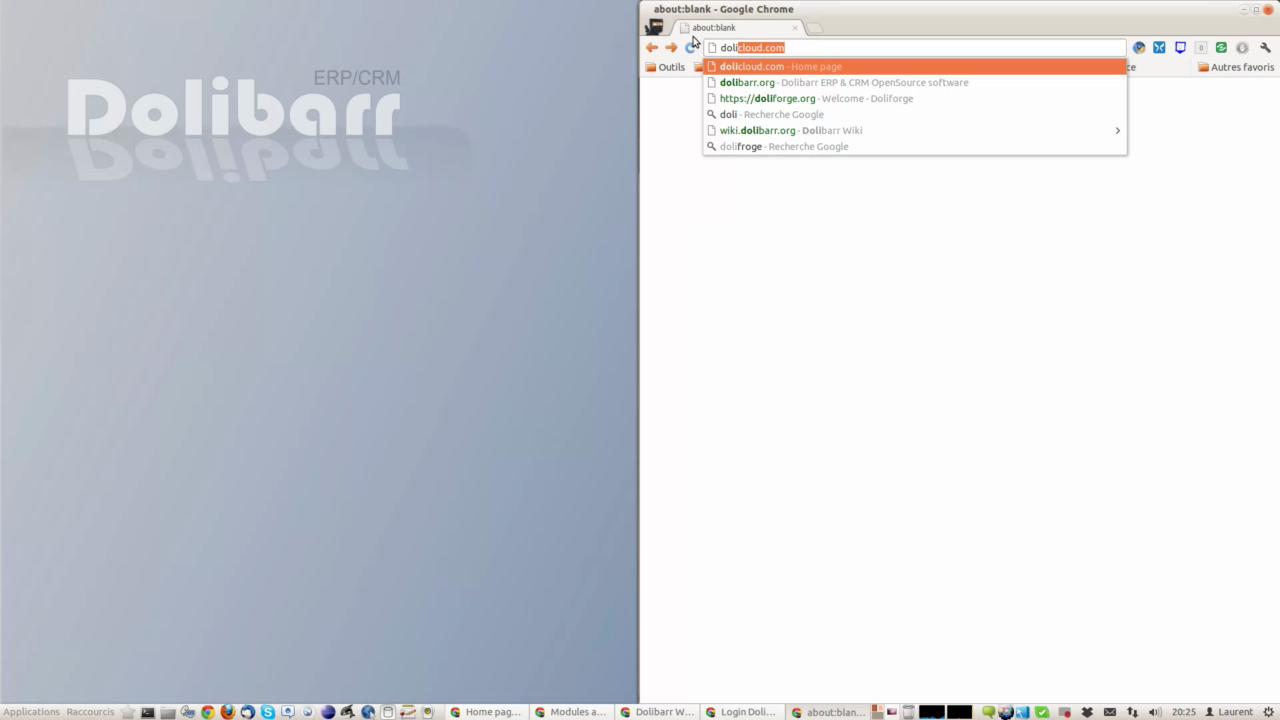 about:blank - Google Chrome
about:blank
dolicloud.com
Outils
ce
Autres favoris
dolicloud.com - Home page
dolibarr.org - Dolibarr ERP & CRM OpenSource software
https://doliforge.org - Welcome - Doliforge
doli - Recherche Google
wiki.dolibarr.org - Dolibarr Wiki
dolifroge - Recherche Google
ERP/CRM
Dolibarr
Applications Raccourcis Home pag... Modules a... Dolibarr W... Login Doli... about:blan... 20:25 Laurent